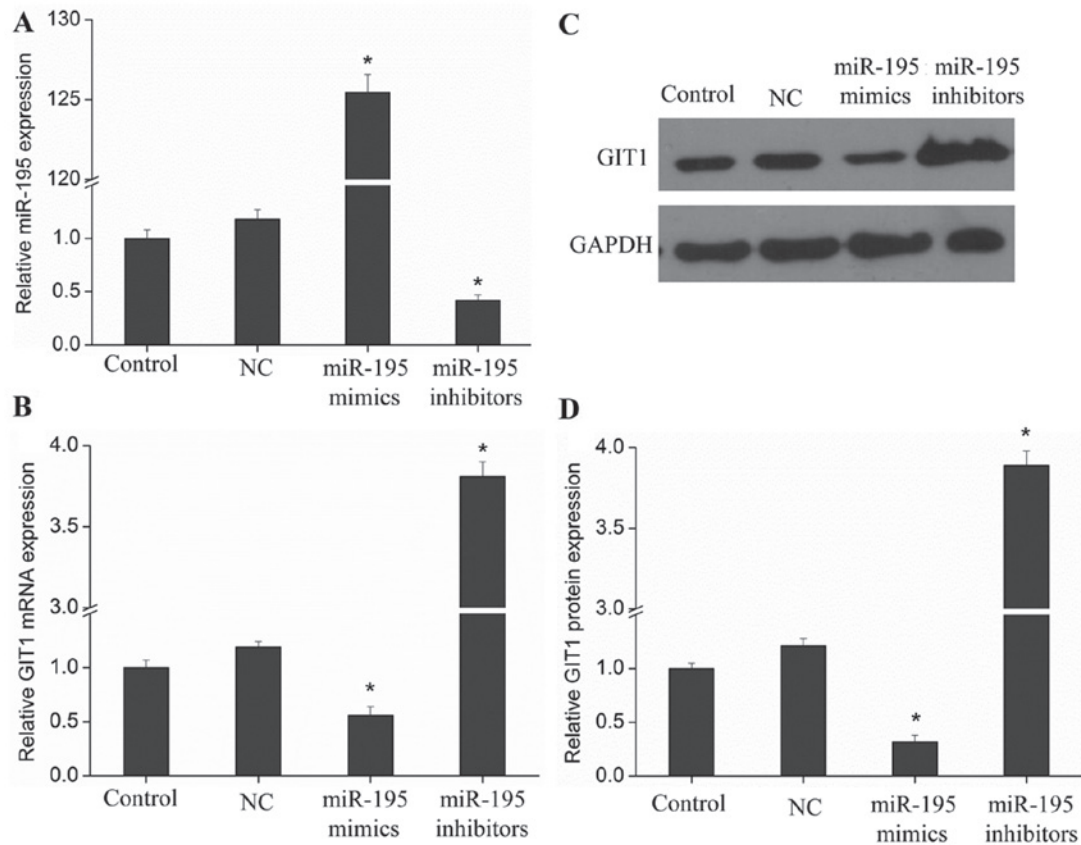 A
Relative miR-195 expression
130
125
120
1.0
0.5
0.0
*
*
Control
NC
miR-195
mimics
miR-195
inhibitors
C
Control
NC
miR-195
mimics
miR-195
inhibitors
GIT1
GAPDH
B
Relative GIT1 mRNA expression
4.0
3.5
3.0
1.0
0.5
0.0
*
*
Control
NC
miR-195
mimics
miR-195
inhibitors
D
Relative GIT1 protein expression
4.0
3.5
3.0
1.0
0.5
0.0
*
*
Control
NC
miR-195
mimics
miR-195
inhibitors